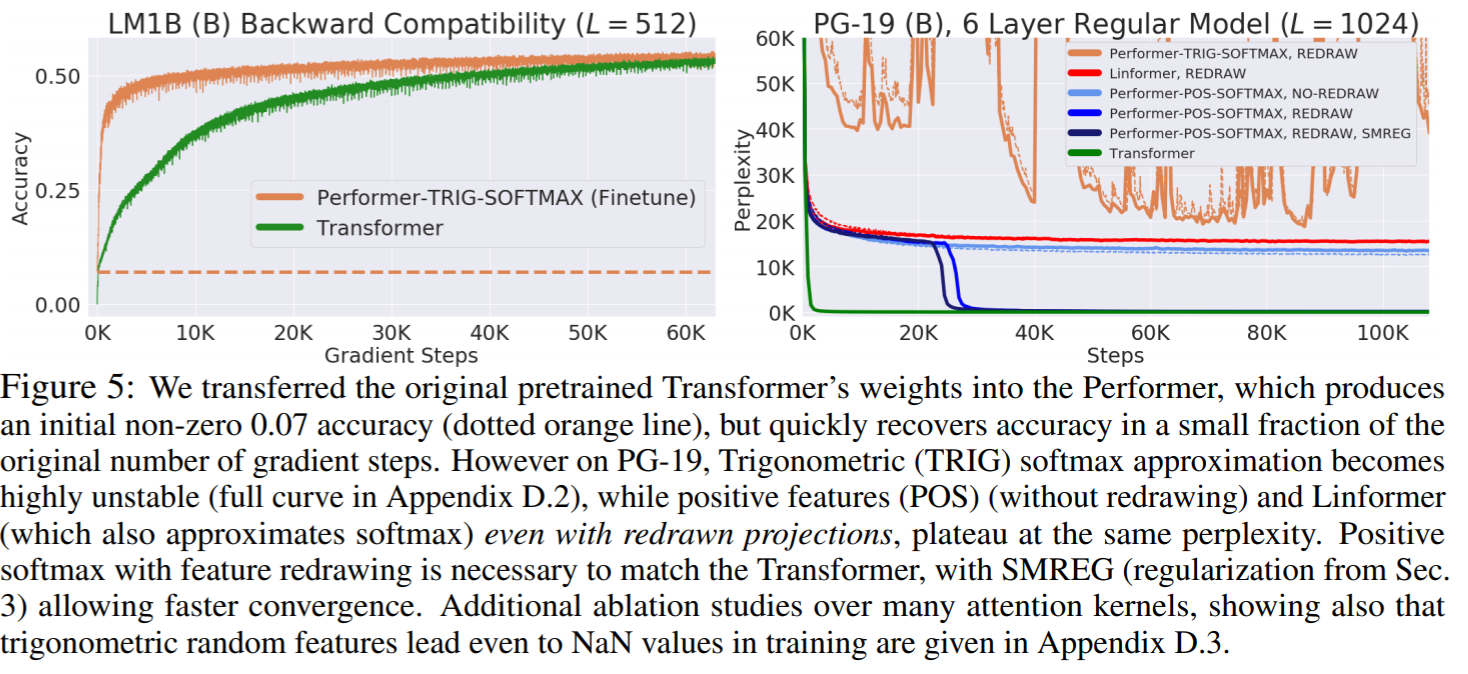 LM1B (B) Backward Compatibility (L = 512)
Accuracy
0.50
0.25
0.00
Performer-TRIG-SOFTMAX (Finetune)
Transformer
0K 10K 20K 30K 40K 50K 60K
Gradient Steps
PG-19 (B), 6 Layer Regular Model (L = 1024)
Perplexity
60K
50K
40K
30K
20K
10K
0K
Performer-TRIG-SOFTMAX, REDRAW
Linformer, REDRAW
Performer-POS-SOFTMAX, NO-REDRAW
Performer-POS-SOFTMAX, REDRAW
Performer-POS-SOFTMAX, REDRAW, SMREG
Transformer
0K 20K 40K 60K 80K 100K
Steps
Figure 5: We transferred the original pretrained Transformer's weights into the Performer, which produces
an initial non-zero 0.07 accuracy (dotted orange line), but quickly recovers accuracy in a small fraction of the
original number of gradient steps. However on PG-19, Trigonometric (TRIG) softmax approximation becomes
highly unstable (full curve in Appendix D.2), while positive features (POS) (without redrawing) and Linformer
(which also approximates softmax) even with redrawn projections, plateau at the same perplexity. Positive
softmax with feature redrawing is necessary to match the Transformer, with SMREG (regularization from Sec.
3) allowing faster convergence. Additional ablation studies over many attention kernels, showing also that
trigonometric random features lead even to NaN values in training are given in Appendix D.3.